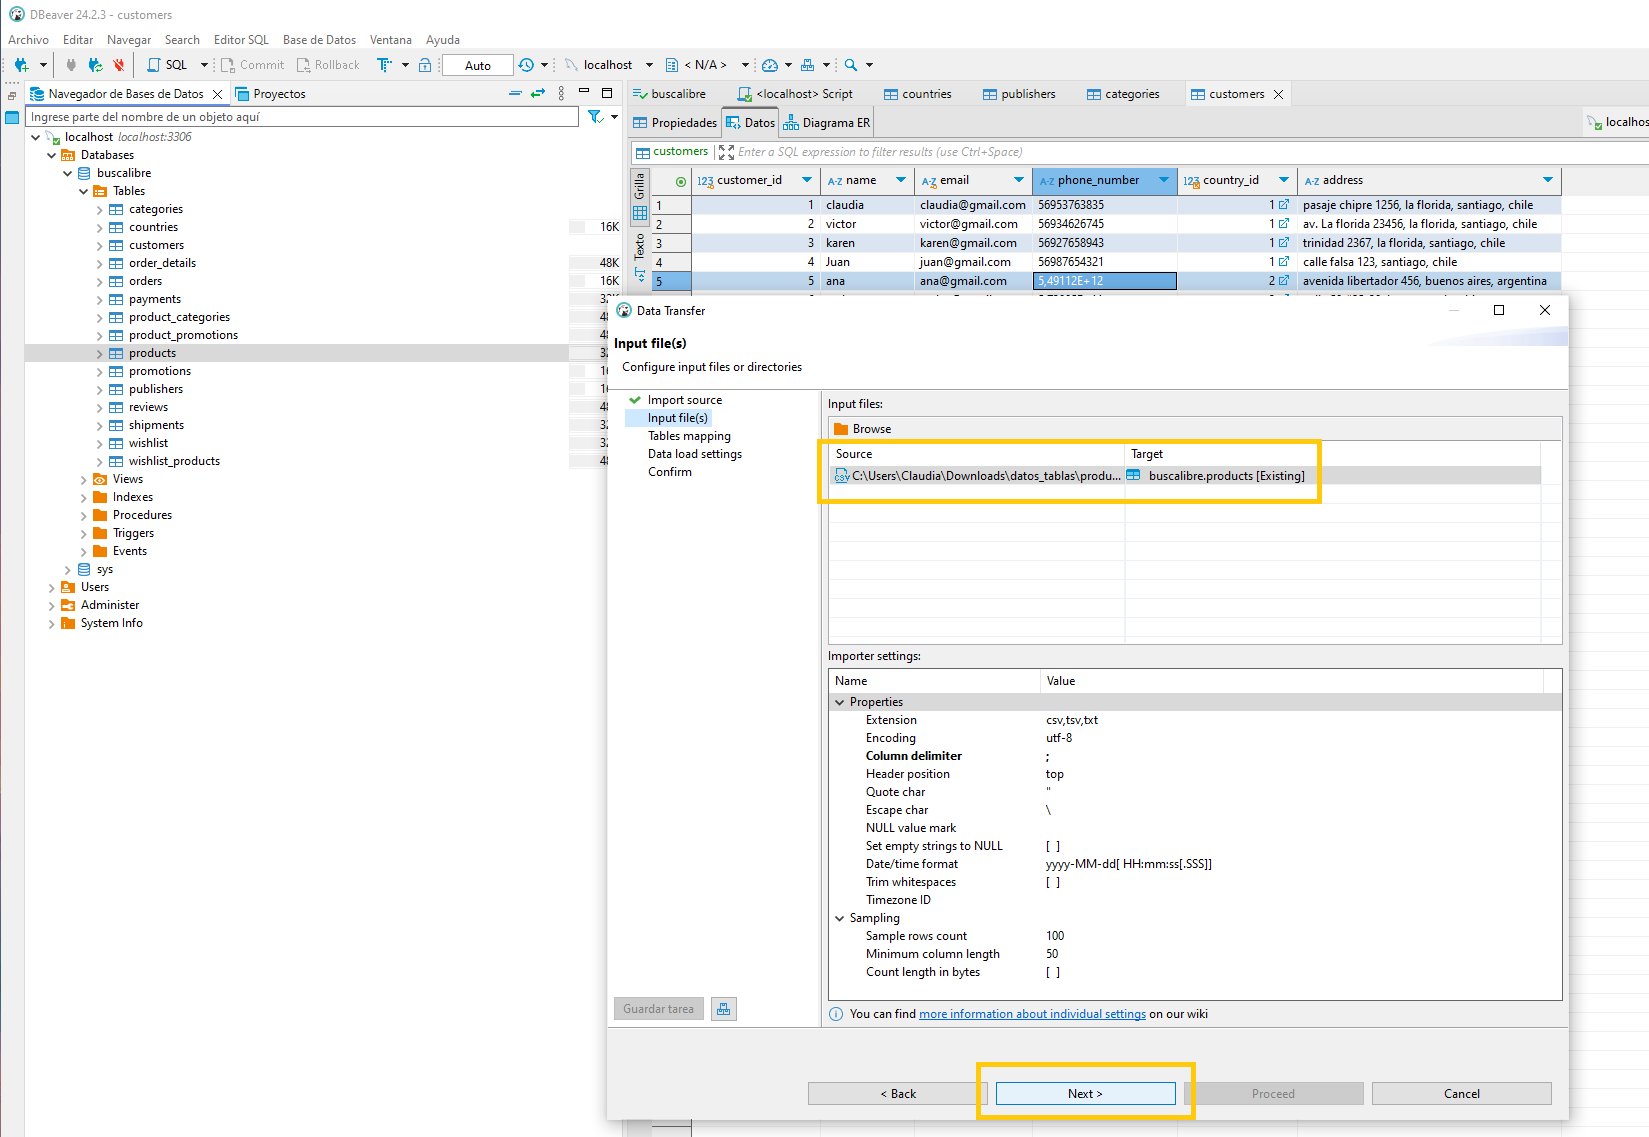 DBeaver 24.2.3 - customers
Archivo Editar Navegar Search Editor SQL Base de Datos Ventana Ayuda
SQL Commit Rollback Auto localhost < N/A >
Navegador de Bases de Datos Proyectos
Ingrese parte del nombre de un objeto aquí
localhost localhost:3306
Databases
buscalibre
Tables
categories
countries 16K
customers
order_details 48K
orders 16K
payments 32K
product_categories 48
product_promotions 48
products 32
promotions 16
publishers 16
reviews 48
shipments 32
wishlist 32
wishlist_products 48
Views
Indexes
Procedures
Triggers
Events
sys
Users
Administer
System Info
buscalibre <localhost> Script countries publishers categories customers
Propiedades Datos Diagrama ER localhos
customers Enter a SQL expression to filter results (use Ctrl+Space)
Grilla
Texto
123 customer_id A-Z name A-Z email A-Z phone_number 123 country_id A-Z address
1 1 claudia claudia@gmail.com 56953763835 1 pasaje chipre 1256, la florida, santiago, chile
2 2 victor victor@gmail.com 56934626745 1 av. La florida 23456, la florida, santiago, chile
3 3 karen karen@gmail.com 56927658943 1 trinidad 2367, la florida, santiago, chile
4 4 Juan juan@gmail.com 56987654321 1 calle falsa 123, santiago, chile
5 5 ana ana@gmail.com 5,49112E+12 2 avenida libertador 456, buenos aires, argentina
Data Transfer
Input file(s)
Configure input files or directories
Import source
Input file(s)
Tables mapping
Data load settings
Confirm
Input files:
Browse
Source Target
CSV C:\Users\Claudia\Downloads\datos_tablas\produ... buscalibre.products [Existing]
Importer settings:
Name Value
Properties
Extension csv,tsv,txt
Encoding utf-8
Column delimiter ;
Header position top
Quote char "
Escape char \
NULL value mark
Set empty strings to NULL [ ]
Date/time format yyyy-MM-dd[ HH:mm:ss[.SSS]]
Trim whitespaces [ ]
Timezone ID
Sampling
Sample rows count 100
Minimum column length 50
Count length in bytes [ ]
Guardar tarea
You can find more information about individual settings on our wiki
< Back Next > Proceed Cancel